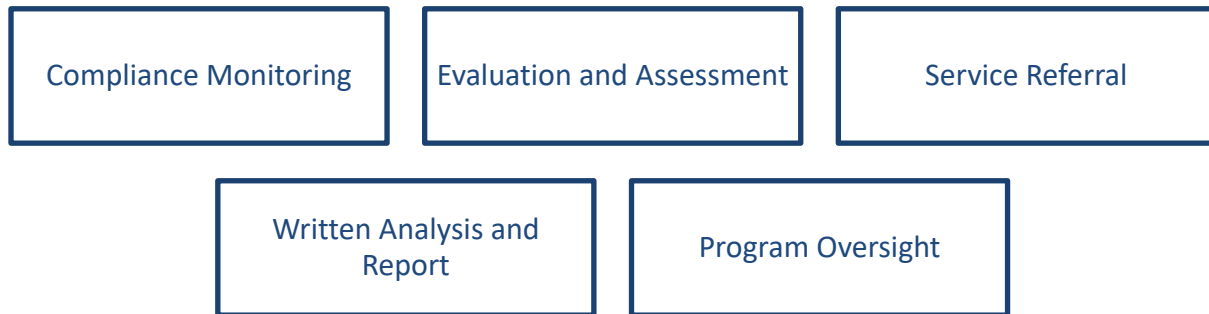 Compliance Monitoring
Evaluation and Assessment
Service Referral
Written Analysis and
Report
Program Oversight